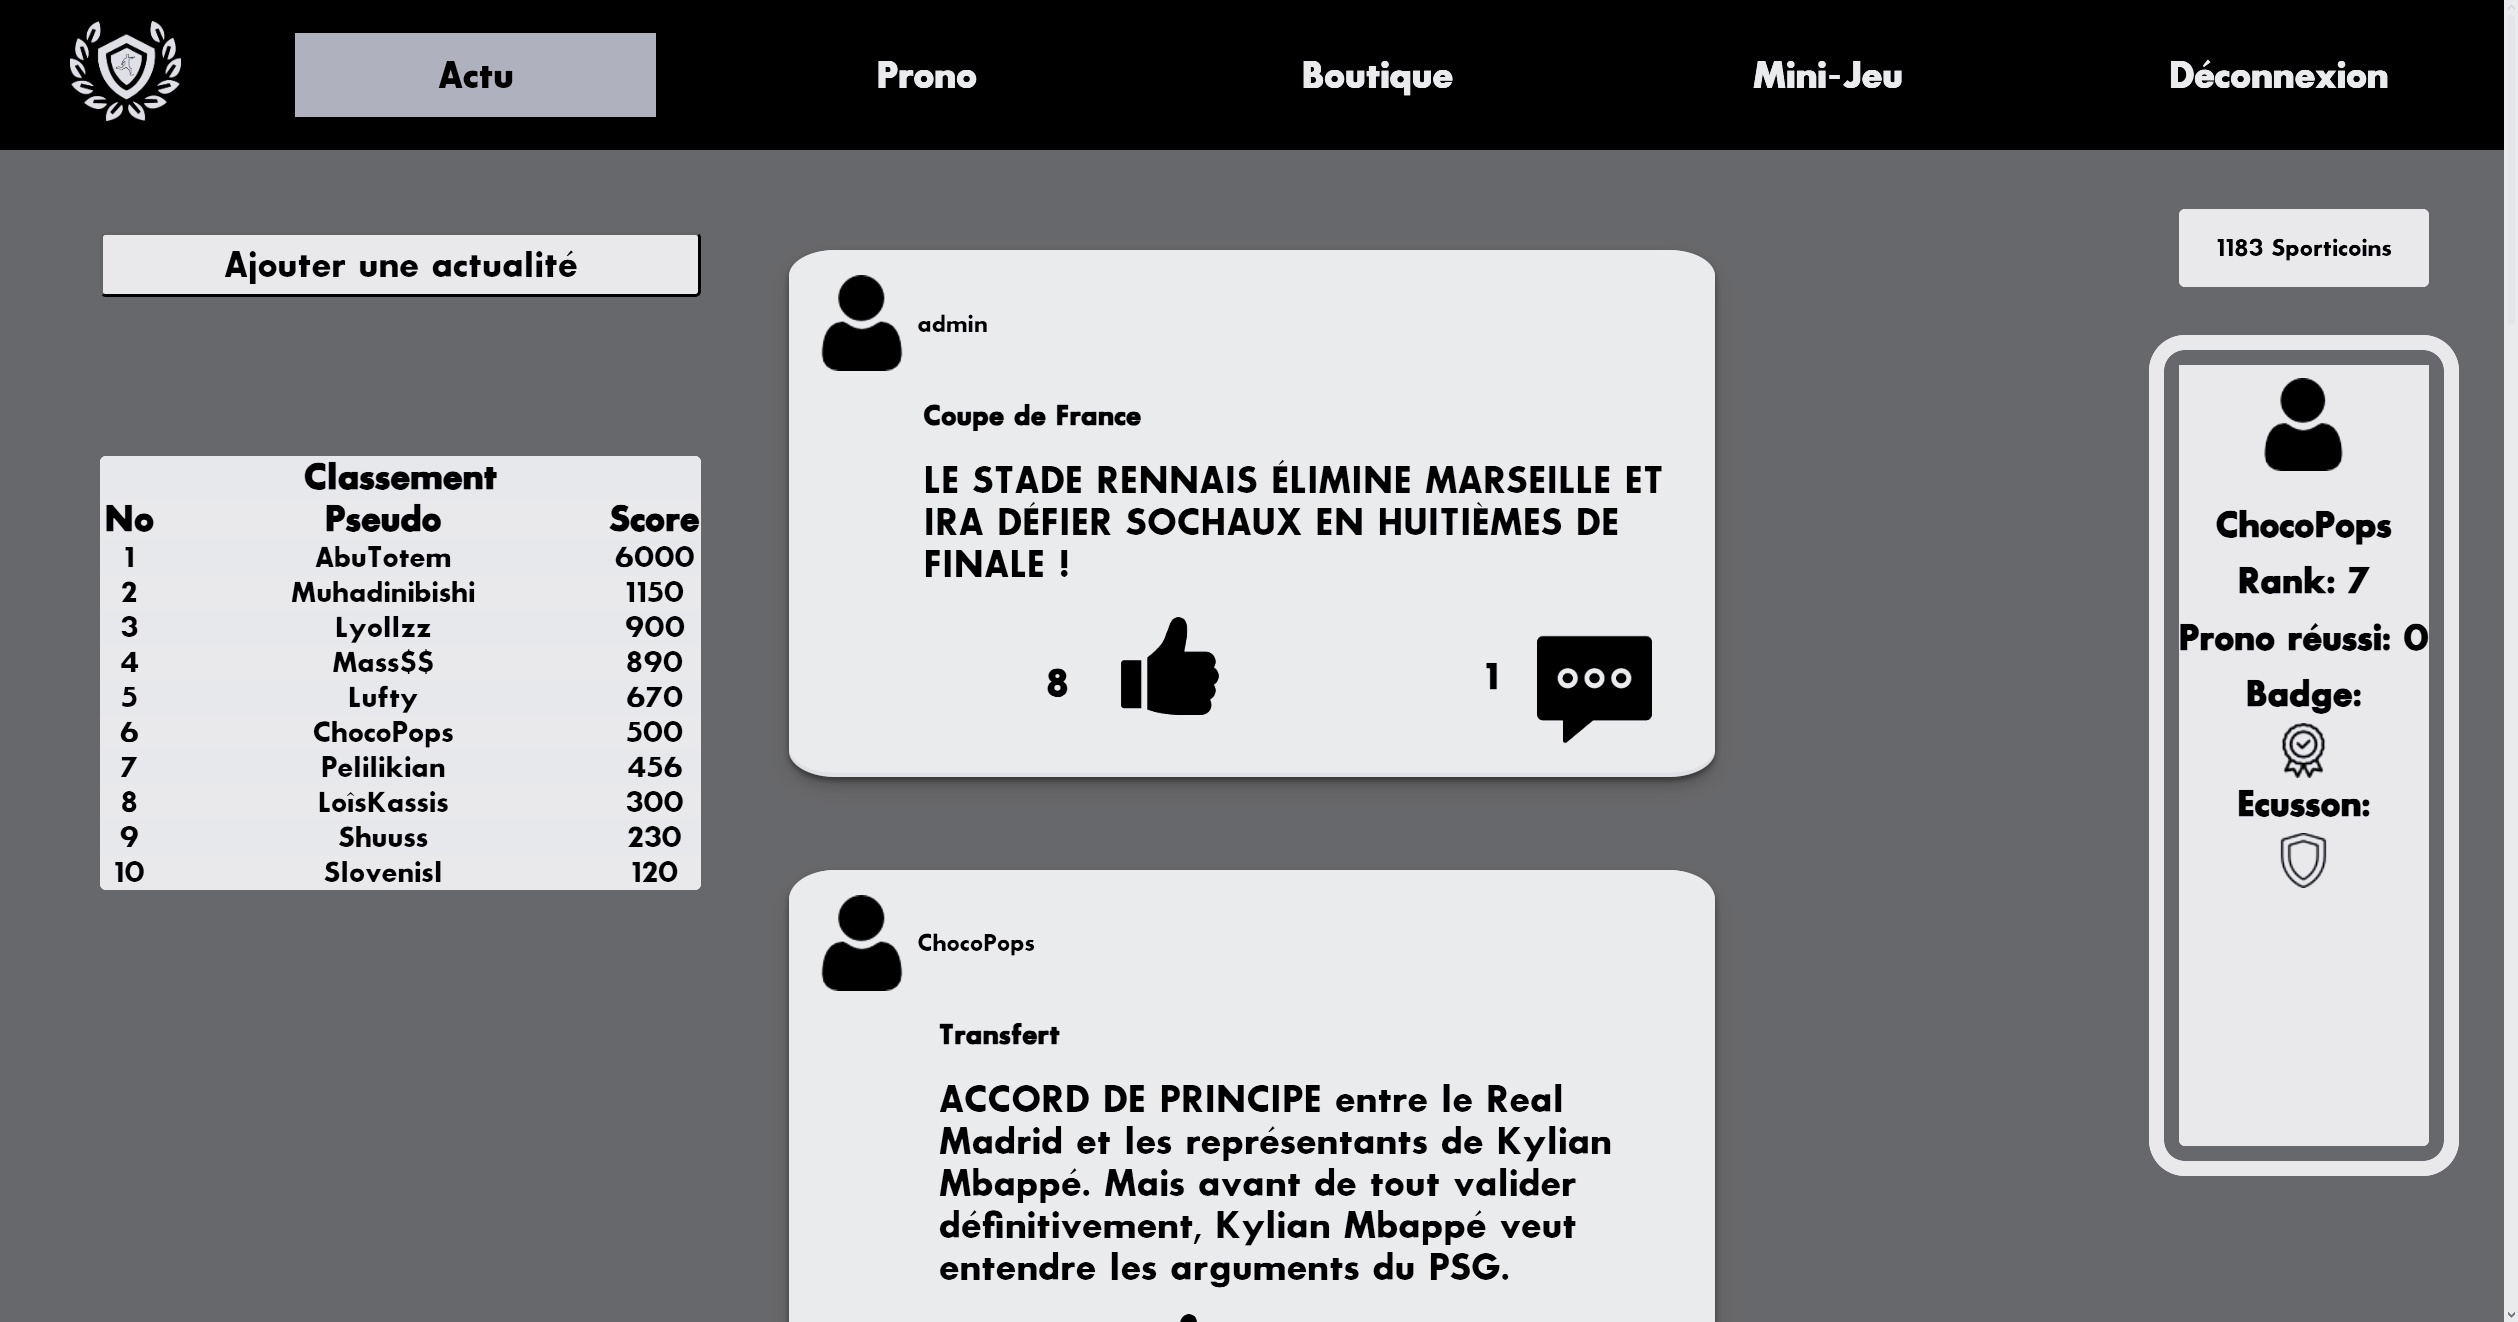 Actu
Prono
Boutique
Mini-Jeu
Déconnexion
Ajouter une actualité
Classement
No Pseudo Score
1 AbuTotem 6000
2 Muhadinibishi 1150
3 Lyollzz 900
4 Mass$$ 890
5 Lufty 670
6 ChocoPops 500
7 Pelilikian 456
8 LoîsKassis 300
9 Shuuss 230
10 Slovenisl 120
admin
Coupe de France
LE STADE RENNAIS ÉLIMINE MARSEILLE ET
IRA DÉFIER SOCHAUX EN HUITIÈMES DE
FINALE !
8
1
ChocoPops
Transfert
ACCORD DE PRINCIPE entre le Real
Madrid et les représentants de Kylian
Mbappé. Mais avant de tout valider
définitivement, Kylian Mbappé veut
entendre les arguments du PSG.
1183 Sporticoins
ChocoPops
Rank: 7
Prono réussi: 0
Badge:
Ecusson: